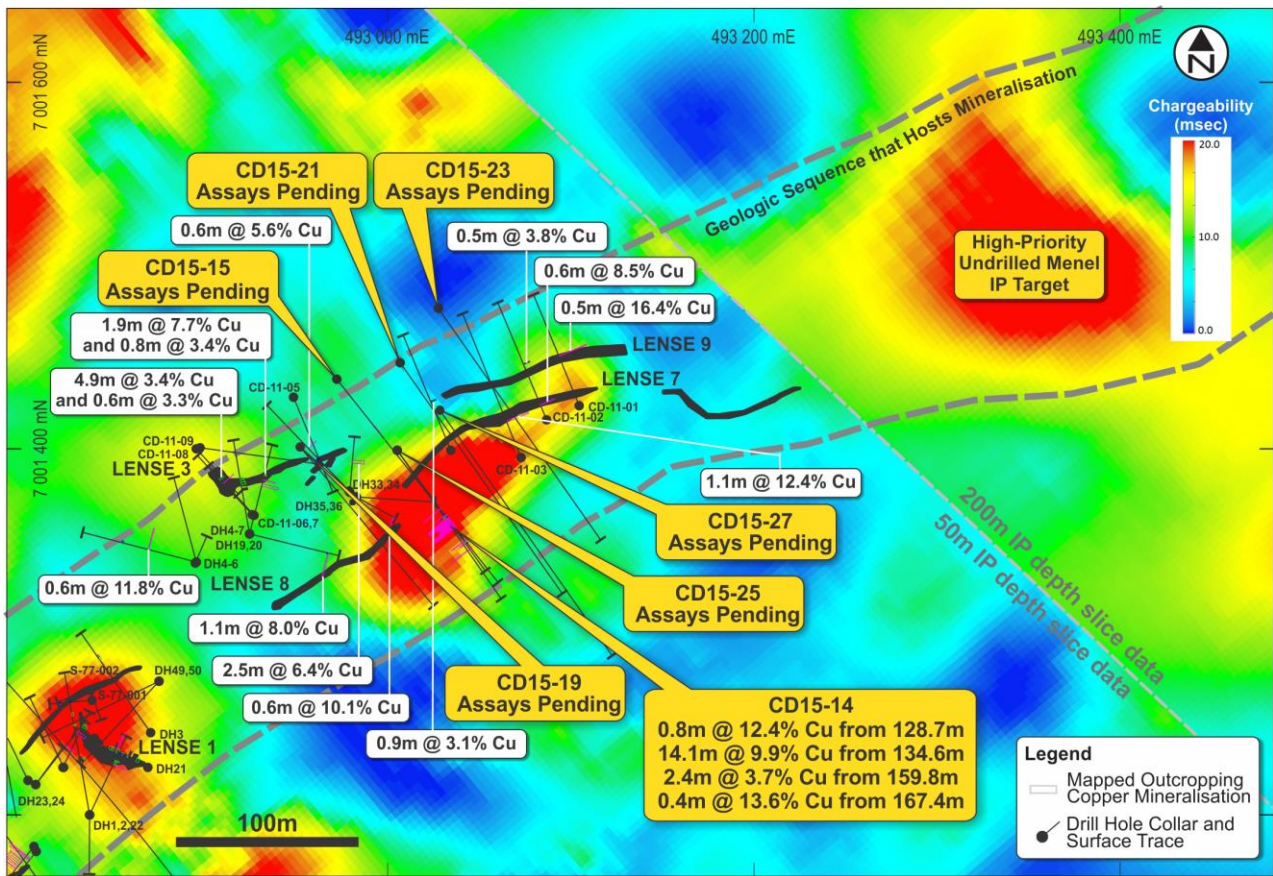 493 000 mE
493 200 mE
493 400 mE
7 001 600 mN
7 001 400 mN
N
Chargeability
(msec)
20.0
10.0
0.0
Geologic Sequence that Hosts Mineralisation
High-Priority
Undrilled Menel
IP Target
CD15-21
Assays Pending
CD15-23
Assays Pending
0.6m @ 5.6% Cu
0.5m @ 3.8% Cu
0.6m @ 8.5% Cu
0.5m @ 16.4% Cu
CD15-15
Assays Pending
1.9m @ 7.7% Cu
and 0.8m @ 3.4% Cu
4.9m @ 3.4% Cu
and 0.6m @ 3.3% Cu
LENSE 9
LENSE 7
CD-11-05
CD-11-01
CD-11-02
CD-11-03
CD-11-09
CD-11-08
LENSE 3
DH33,34
DH35,36
CD-11-06,7
DH4-7
DH19,20
DH4-6
LENSE 8
1.1m @ 12.4% Cu
CD15-27
Assays Pending
CD15-25
Assays Pending
0.6m @ 11.8% Cu
1.1m @ 8.0% Cu
2.5m @ 6.4% Cu
0.6m @ 10.1% Cu
0.9m @ 3.1% Cu
CD15-19
Assays Pending
CD15-14
0.8m @ 12.4% Cu from 128.7m
14.1m @ 9.9% Cu from 134.6m
2.4m @ 3.7% Cu from 159.8m
0.4m @ 13.6% Cu from 167.4m
200m IP depth slice data
50m IP depth slice data
S-77-002
DH49,50
S-77-001
DH3
LENSE 1
DH21
DH23,24
DH1,2,22
100m
Legend
Mapped Outcropping
Copper Mineralisation
Drill Hole Collar and
Surface Trace